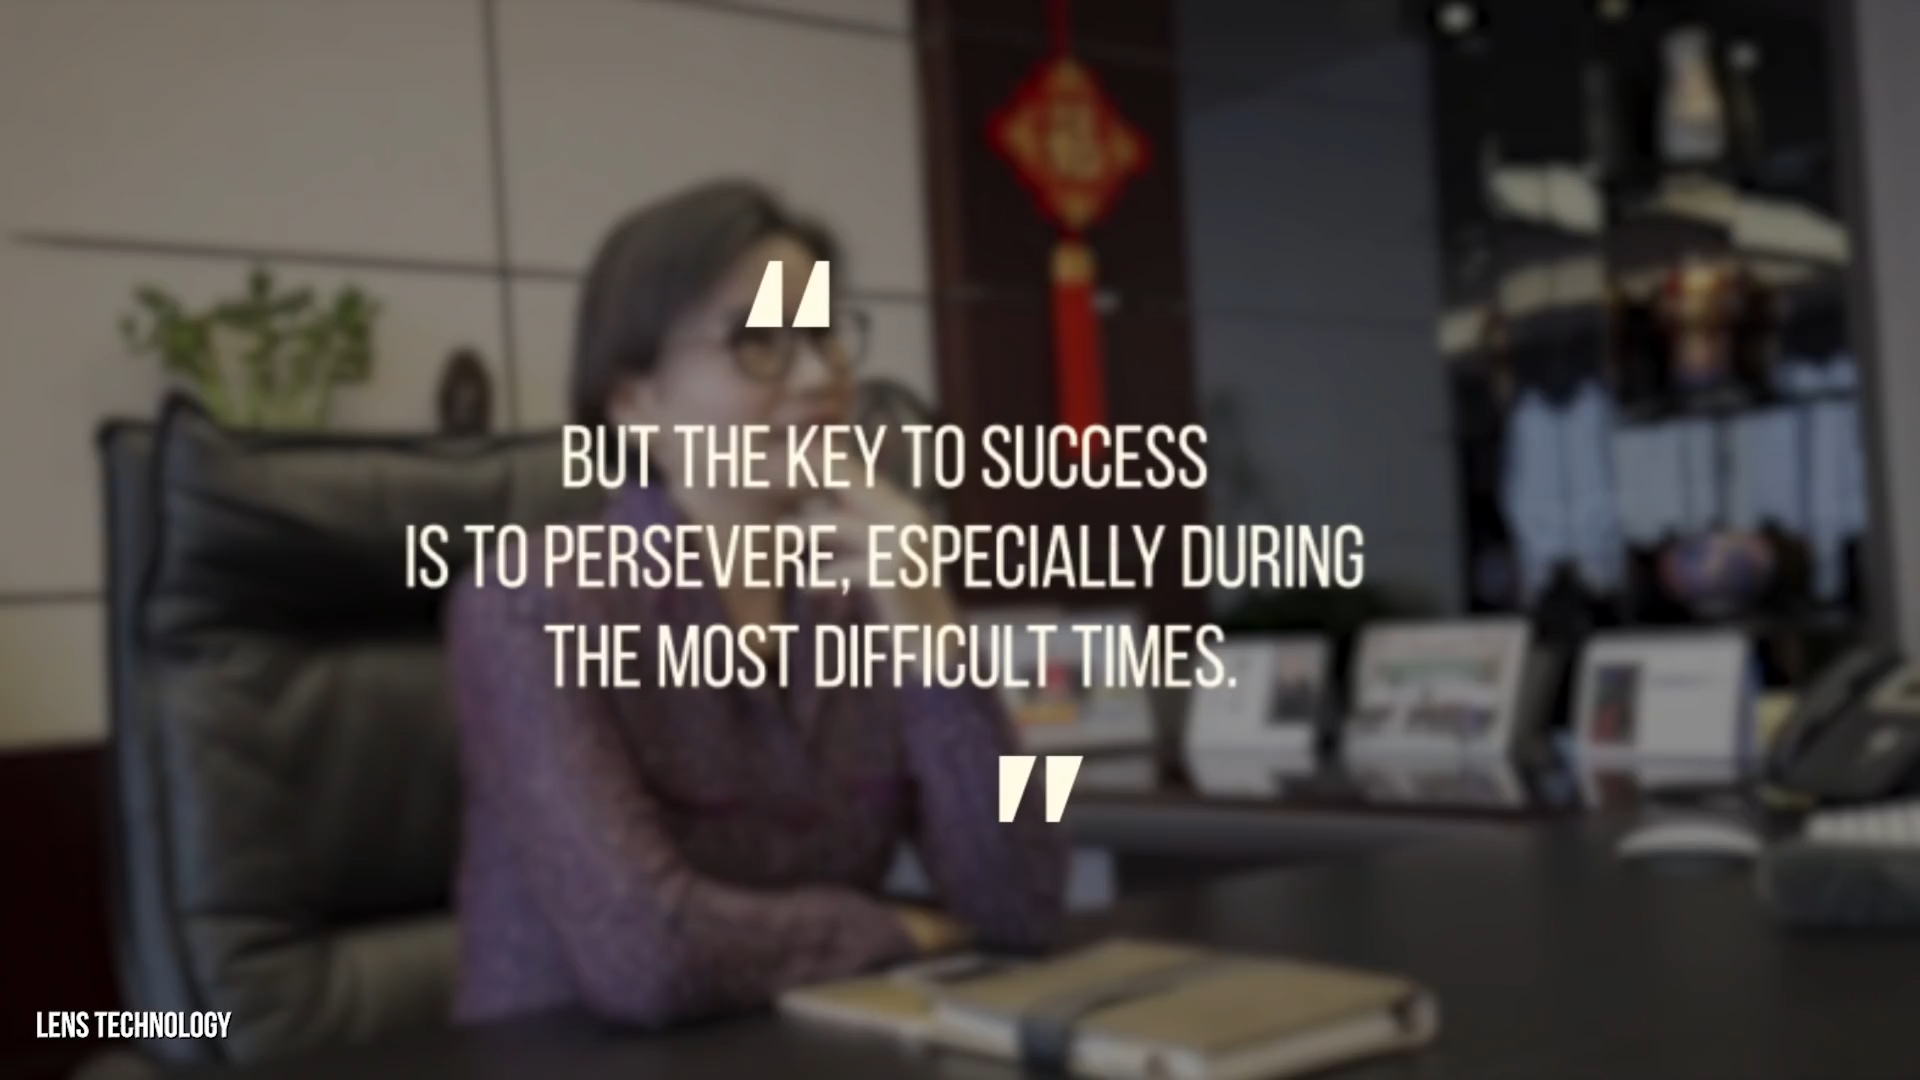 "
BUT THE KEY TO SUCCESS
IS TO PERSEVERE, ESPECIALLY DURING
THE MOST DIFFICULT TIMES.
"
LENS TECHNOLOGY